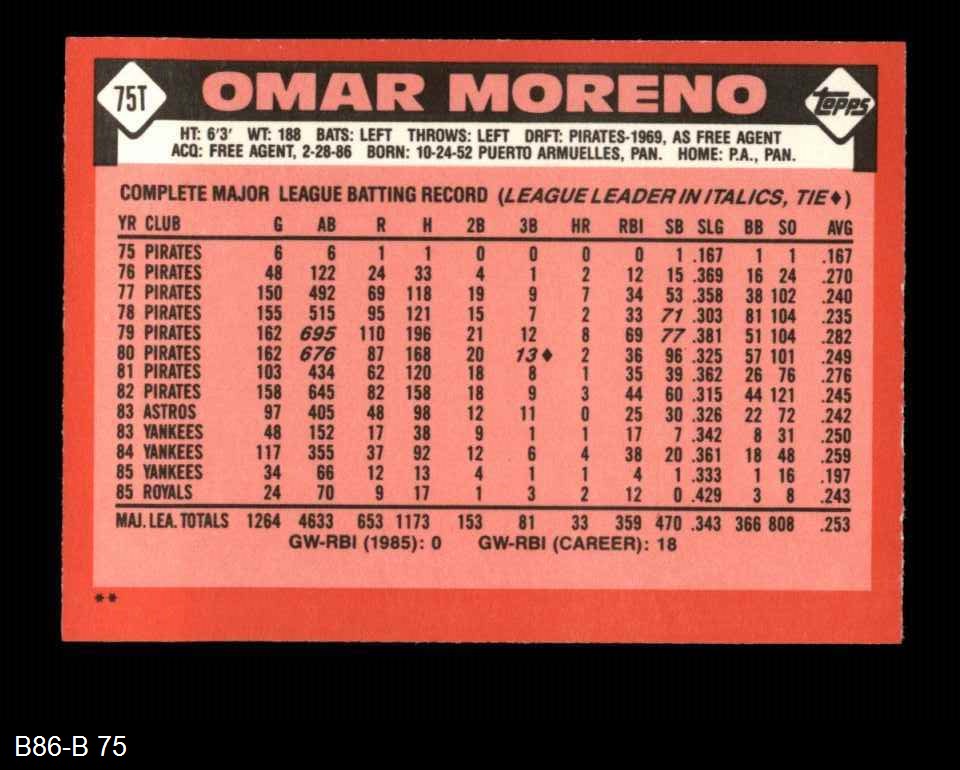 75T
OMAR MORENO
topps
HT: 6'3' WT: 188 BATS: LEFT THROWS: LEFT DRFT: PIRATES-1969, AS FREE AGENT
ACQ: FREE AGENT, 2-28-86 BORN: 10-24-52 PUERTO ARMUELLES, PAN. HOME: P.A., PAN.
COMPLETE MAJOR LEAGUE BATTING RECORD (LEAGUE LEADER IN ITALICS, TIE♦)
YR CLUB G AB R H 2B 3B HR RBI SB SLG BB SO AVG
75 PIRATES 6 6 1 1 0 0 0 0 1 .167 1 1 .167
76 PIRATES 48 122 24 33 4 1 2 12 15 .369 16 24 .270
77 PIRATES 150 492 69 118 19 9 7 34 53 .358 38 102 .240
78 PIRATES 155 515 95 121 15 7 2 33 71 .303 81 104 .235
79 PIRATES 162 695 110 196 21 12 8 69 77 .381 51 104 .282
80 PIRATES 162 676 87 168 20 13♦ 2 36 96 .325 57 101 .249
81 PIRATES 103 434 62 120 18 8 1 35 39 .362 26 76 .276
82 PIRATES 158 645 82 158 18 9 3 44 60 .315 44 121 .245
83 ASTROS 97 405 48 98 12 11 0 25 30 .326 22 72 .242
83 YANKEES 48 152 17 38 9 1 1 17 7 .342 8 31 .250
84 YANKEES 117 355 37 92 12 6 4 38 20 .361 18 48 .259
85 YANKEES 34 66 12 13 4 1 1 4 1 .333 1 16 .197
85 ROYALS 24 70 9 17 1 3 2 12 0 .429 3 8 .243
MAJ. LEA. TOTALS 1264 4633 653 1173 153 81 33 359 470 .343 366 808 .253
GW-RBI (1985): 0 GW-RBI (CAREER): 18
**
B86-B 75